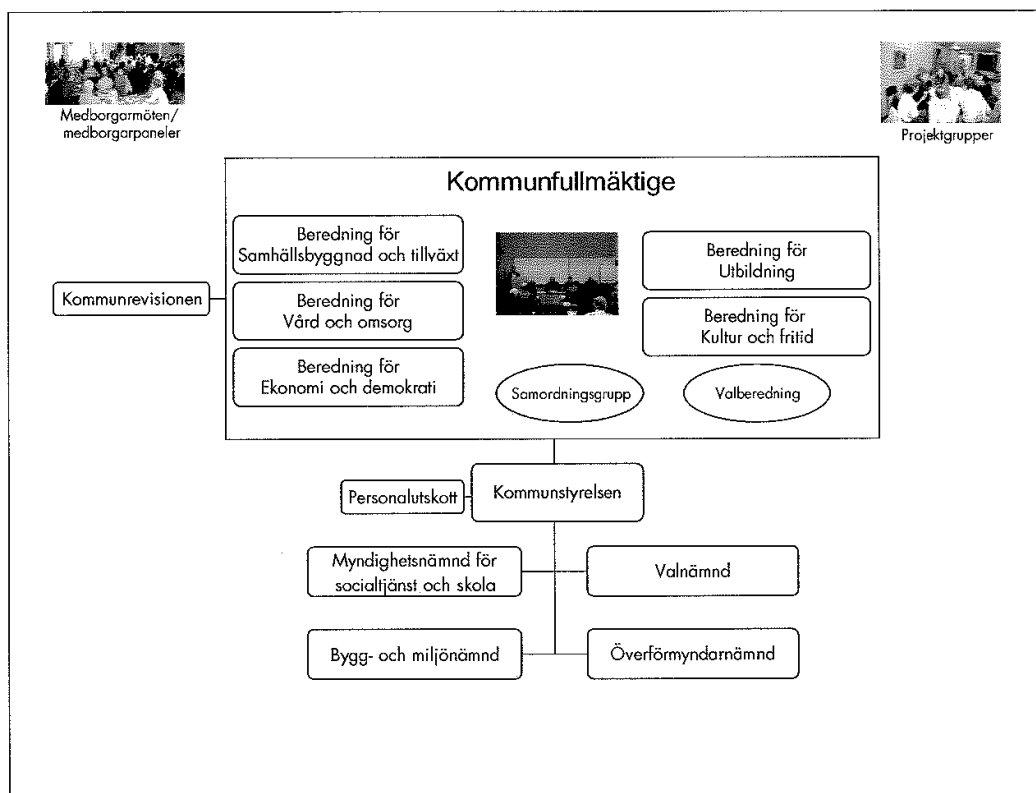 Medborgarmöten/
medborgarpaneler
Projektgrupper
Kommunfullmäktige
Beredning för
Samhällsbyggnad och tillväxt
Beredning för
Vård och omsorg
Beredning för
Ekonomi och demokrati
Beredning för
Utbildning
Beredning för
Kultur och fritid
Samordningsgrupp
Valberedning
Kommunrevisionen
Personalutskott
Kommunstyrelsen
Myndighetsnämnd för
socialtjänst och skola
Valnämnd
Bygg- och miljönämnd
Överförmyndarnämnd